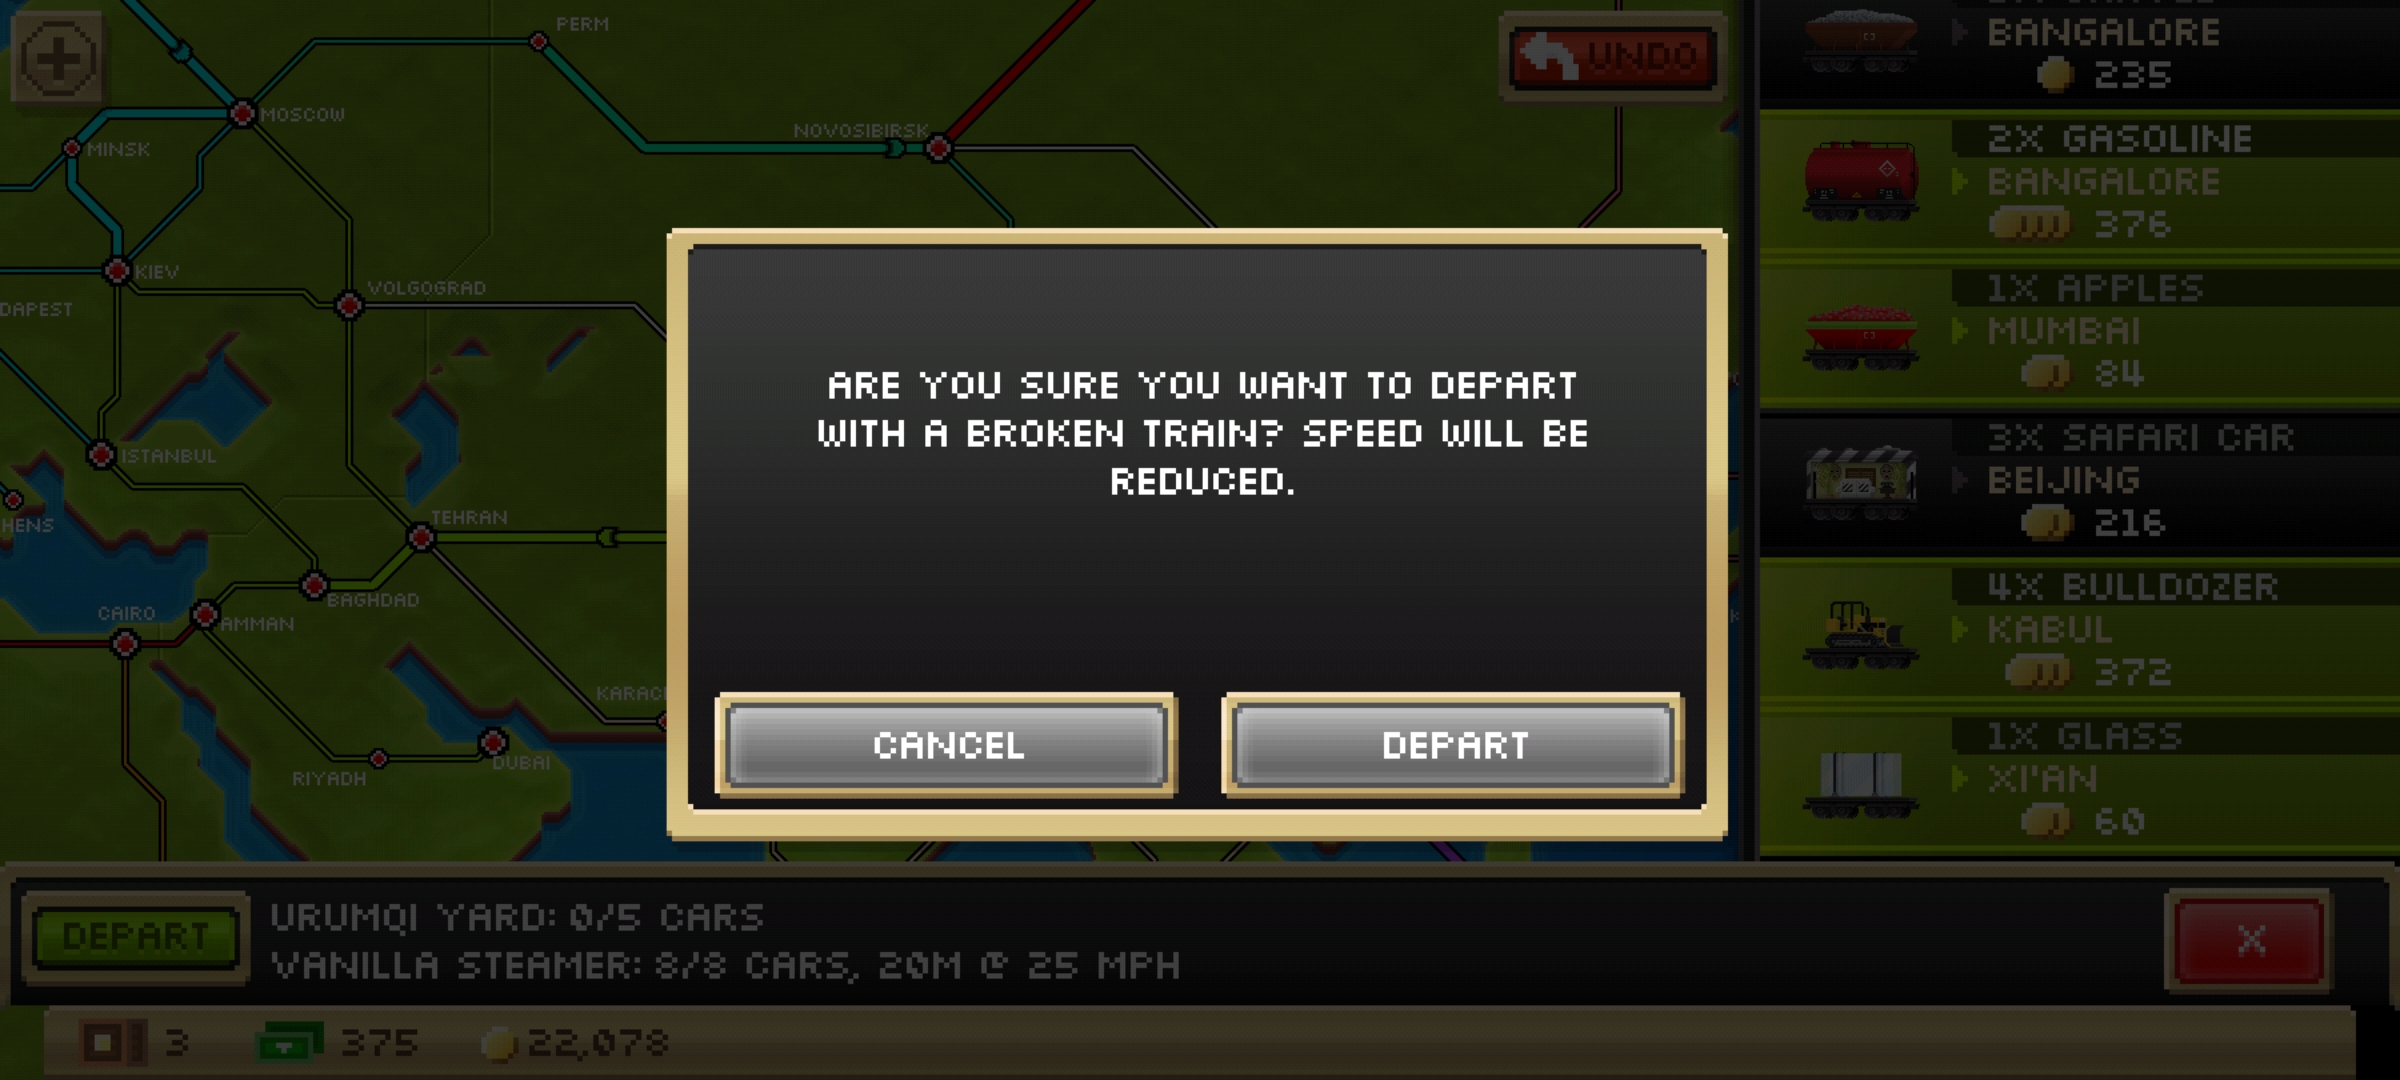 PERM
UNDO
MOSCOW
MINSK
NOVOSIBIRSK
KIEV
VOLGOGRAD
DAPEST
ISTANBUL
HENS
TEHRAN
BAGHDAD
CAIRO
AMMAN
KARAC
RIYADH
DUBAI
BANGALORE
235
2X GASOLINE
BANGALORE
376
1X APPLES
MUMBAI
84
3X SAFARI CAR
BEIJING
216
4X BULLDOZER
KABUL
372
1X GLASS
XI'AN
60
ARE YOU SURE YOU WANT TO DEPART
WITH A BROKEN TRAIN? SPEED WILL BE
REDUCED.
CANCEL
DEPART
DEPART
URUMQI YARD: 0/5 CARS
VANILLA STEAMER: 8/8 CARS, 20M @ 25 MPH
X
3
375
22,078